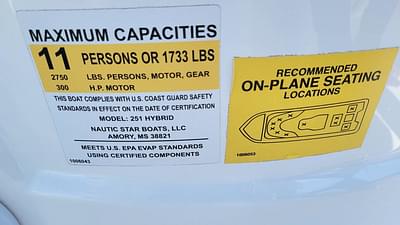 MAXIMUM CAPACITIES
11 PERSONS OR 1733 LBS
2750 LBS. PERSONS, MOTOR, GEAR
300 H.P. MOTOR
THIS BOAT COMPLIES WITH U.S. COAST GUARD SAFETY
STANDARDS IN EFFECT ON THE DATE OF CERTIFICATION
MODEL: 251 HYBRID
NAUTIC STAR BOATS, LLC
AMORY, MS 38821
MEETS U.S. EPA EVAP STANDARDS
USING CERTIFIED COMPONENTS
1006043
RECOMMENDED
ON-PLANE SEATING
LOCATIONS
1006053